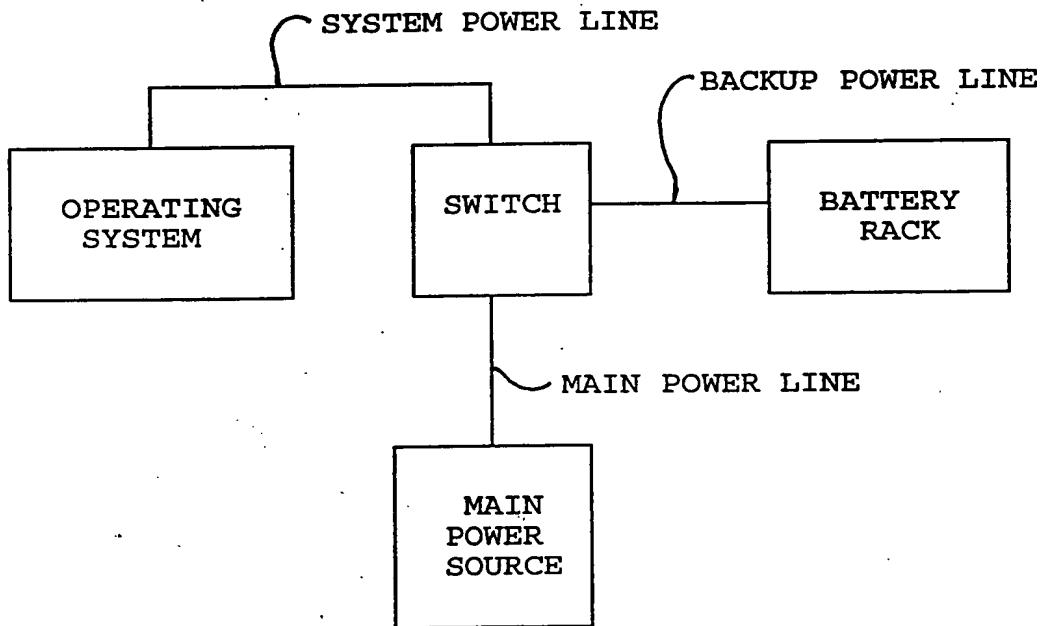 SYSTEM POWER LINE
BACKUP POWER LINE
OPERATING
SYSTEM
SWITCH
BATTERY
RACK
MAIN POWER LINE
MAIN
POWER
SOURCE